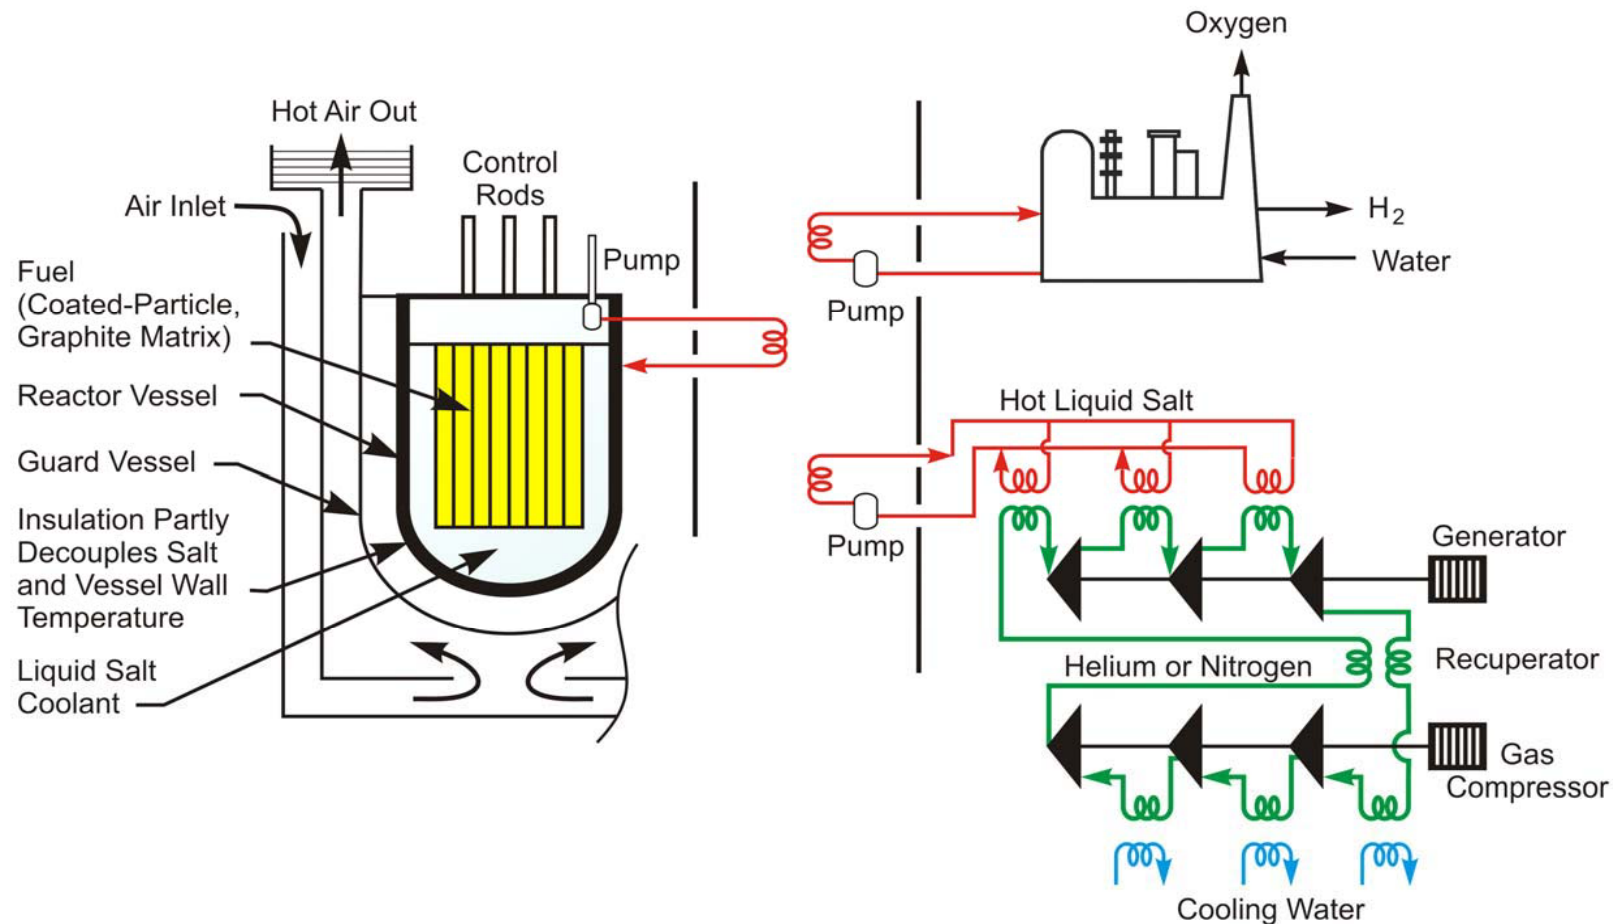 Oxygen
Hot Air Out
Control
Rods
Air Inlet
H2
Pump
Water
Fuel
(Coated-Particle,
Graphite Matrix)
Pump
Reactor Vessel
Hot Liquid Salt
Guard Vessel
Insulation Partly
Decouples Salt
and Vessel Wall
Temperature
Pump
Generator
Liquid Salt
Coolant
Helium or Nitrogen
Recuperator
Gas
Compressor
Cooling Water